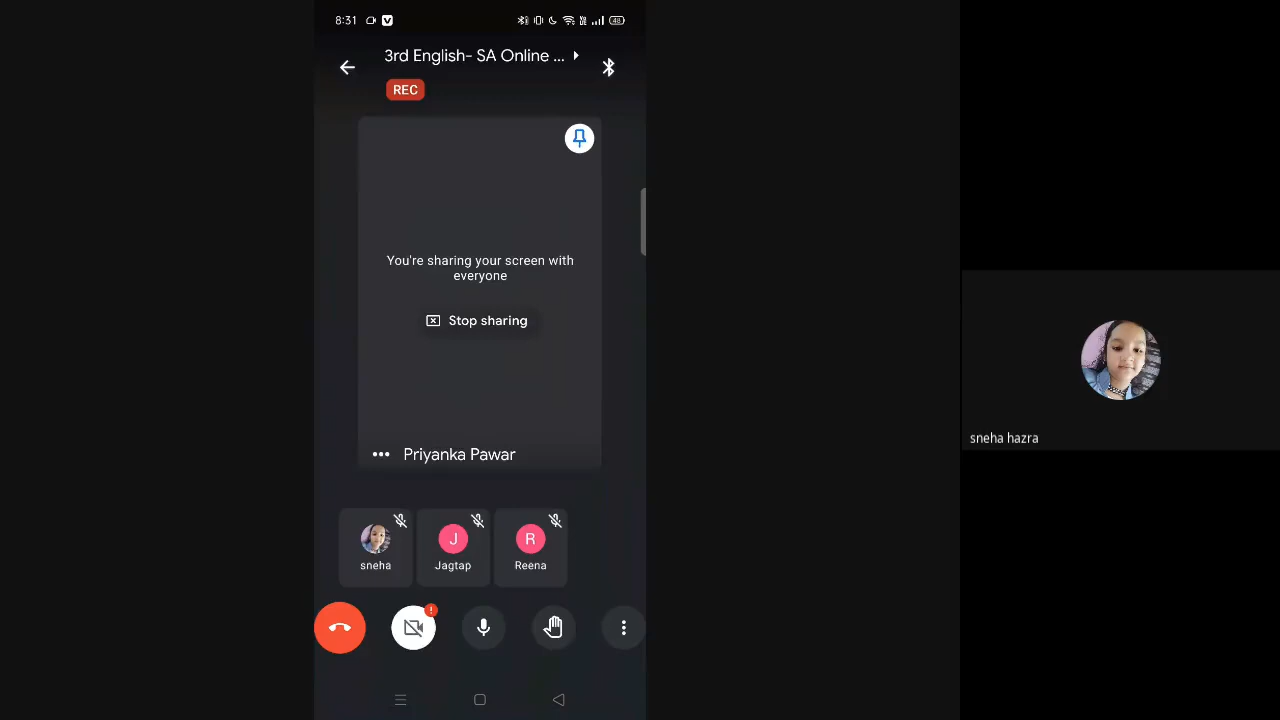 8:31
48
3rd English- SA Online ...
REC
You're sharing your screen with
everyone
Stop sharing
Priyanka Pawar
J
R
sneha
Jagtap
Reena
sneha hazra